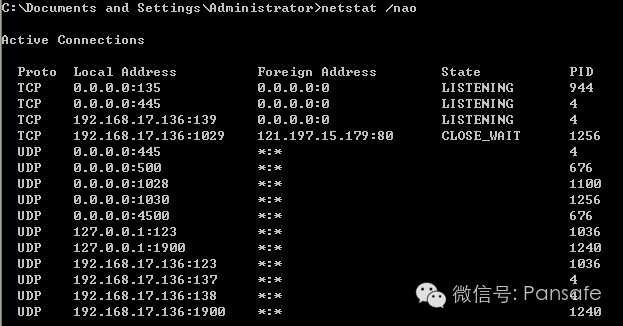 C:\Documents and Settings\Administrator>netstat /nao
Active Connections
Proto  Local Address          Foreign Address        State           PID
TCP    0.0.0.0:135            0.0.0.0:0              LISTENING       944
TCP    0.0.0.0:445            0.0.0.0:0              LISTENING       4
TCP    192.168.17.136:139     0.0.0.0:0              LISTENING       4
TCP    192.168.17.136:1029    121.197.15.179:80      CLOSE_WAIT      1256
UDP    0.0.0.0:445            *:*                                    4
UDP    0.0.0.0:500            *:*                                    676
UDP    0.0.0.0:1028           *:*                                    1100
UDP    0.0.0.0:1030           *:*                                    1256
UDP    0.0.0.0:4500           *:*                                    676
UDP    127.0.0.1:123          *:*                                    1036
UDP    127.0.0.1:1900         *:*                                    1240
UDP    192.168.17.136:123     *:*                                    1036
UDP    192.168.17.136:137     *:*                                    4
UDP    192.168.17.136:138     *:*
UDP    192.168.17.136:1900    *:*                                    1240
微信号: Pansafe